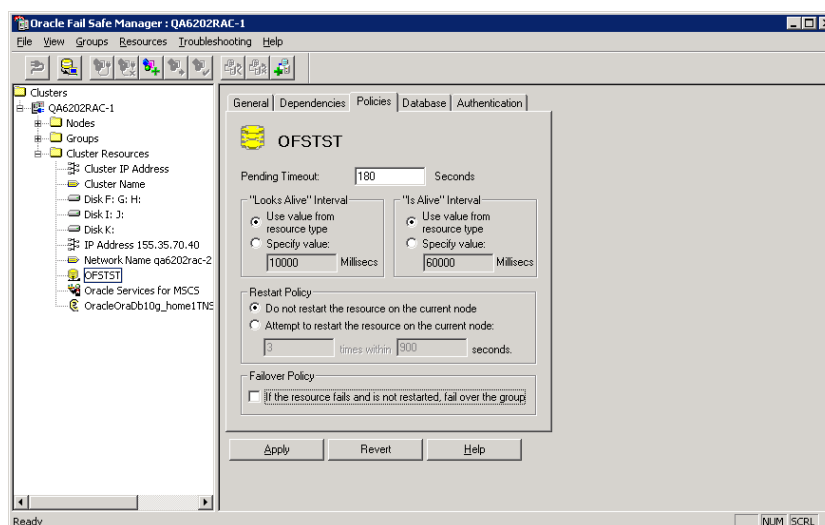 Oracle Fail Safe Manager : QA6202RAC-1
File View Groups Resources Troubleshooting Help
Clusters
QA6202RAC-1
Nodes
Groups
Cluster Resources
Cluster IP Address
Cluster Name
Disk F: G: H:
Disk I: J:
Disk K:
IP Address 155.35.70.40
Network Name qa6202rac-2
OFSTST
Oracle Services for MSCS
OracleOraDb10g_home1TNS
General Dependencies Policies Database Authentication
OFSTST
Pending Timeout: 180 Seconds
"Looks Alive" Interval
Use value from
resource type
Specify value:
10000 Millisecs
"Is Alive" Interval
Use value from
resource type
Specify value:
60000 Millisecs
Restart Policy
Do not restart the resource on the current node
Attempt to restart the resource on the current node:
3 times within 900 seconds.
Failover Policy
If the resource fails and is not restarted, fail over the group
Apply Revert Help
Ready NUM SCRL